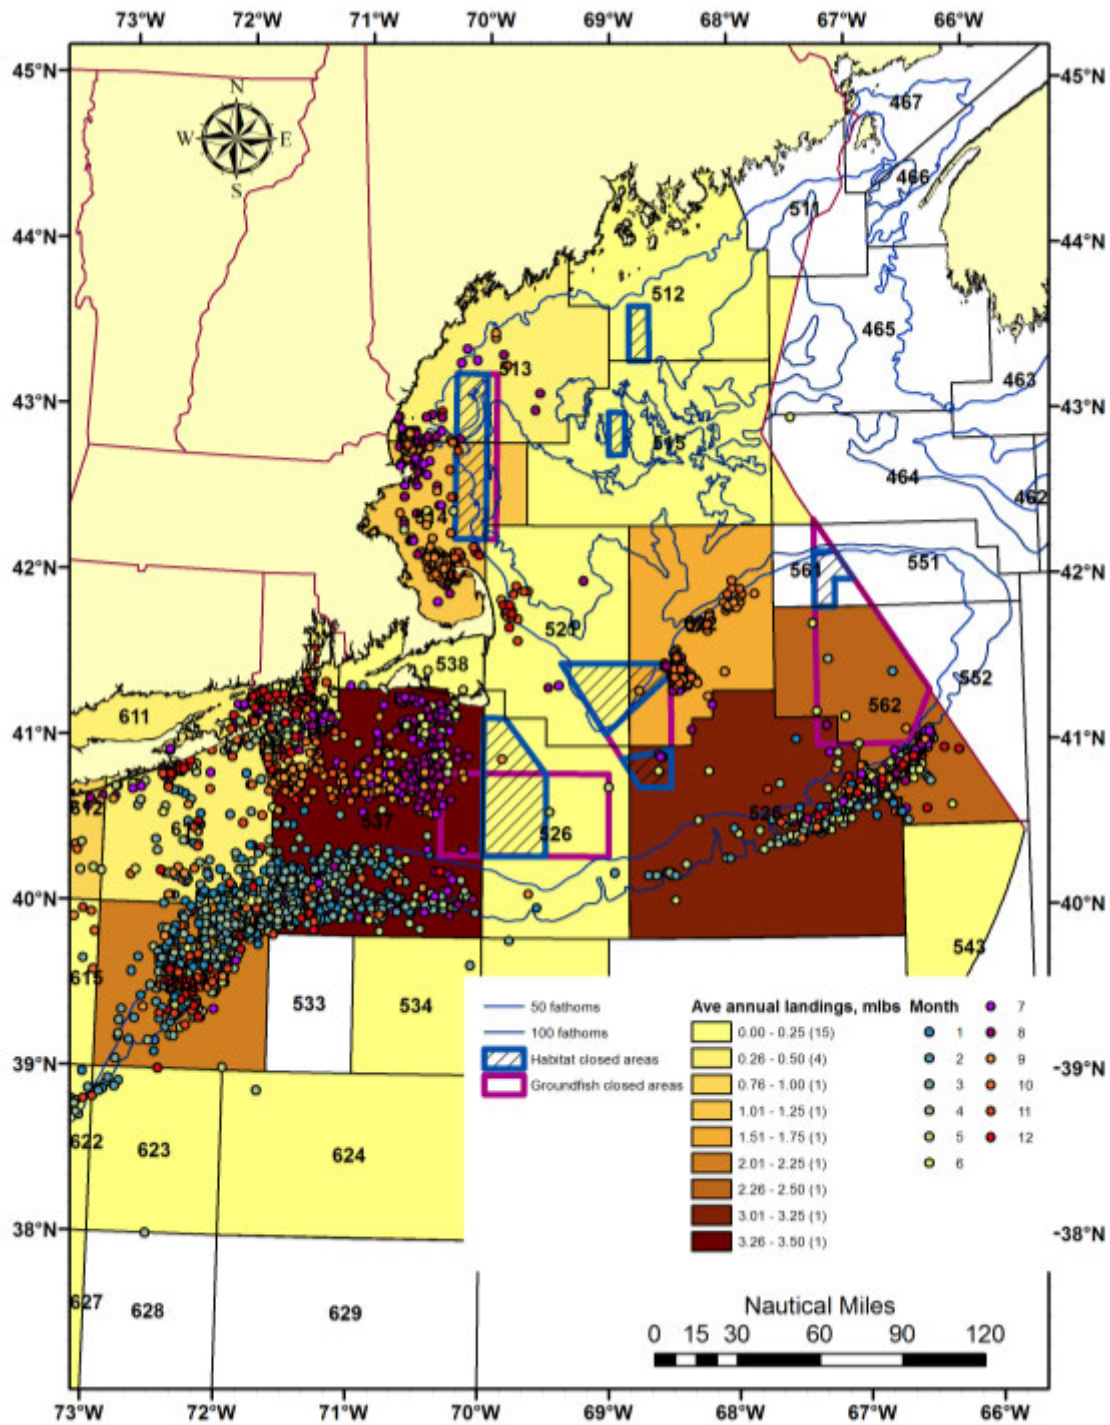 73°W 72°W 71°W 70°W 69°W 68°W 67°W 66°W
45°N 45°N
N
W E
S
467
466
511
44°N 44°N
512
465
513
463
43°N 43°N
515
464
462
514
42°N 42°N
561
551
521
522
538
552
562
611
41°N 41°N
612
537
526
40°N 40°N
543
615
533 534
39°N 39°N
622
623
624
38°N 38°N
627
628
629
50 fathoms
100 fathoms
Habitat closed areas
Groundfish closed areas
Ave annual landings, mlbs
0.00 - 0.25 (15)
0.26 - 0.50 (4)
0.76 - 1.00 (1)
1.01 - 1.25 (1)
1.51 - 1.75 (1)
2.01 - 2.25 (1)
2.26 - 2.50 (1)
3.01 - 3.25 (1)
3.26 - 3.50 (1)
Month
1
2
3
4
5
6
7
8
9
10
11
12
Nautical Miles
0 15 30 60 90 120
73°W 72°W 71°W 70°W 69°W 68°W 67°W 66°W